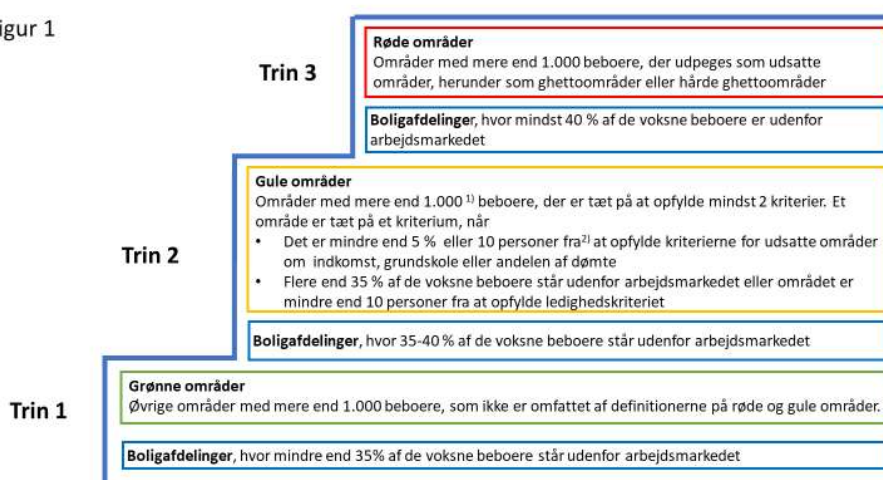 igur 1
Trin 3
Røde områder
Områder med mere end 1.000 beboere, der udpeges som udsatte
områder, herunder som ghettoområder eller hårde ghettoområder
Boligafdelinger, hvor mindst 40 % af de voksne beboere er udenfor
arbejdsmarkedet
Trin 2
Gule områder
Områder med mere end 1.000 1) beboere, der er tæt på at opfylde mindst 2 kriterier. Et
område er tæt på et kriterium, når
• Det er mindre end 5 % eller 10 personer fra2) at opfylde kriterierne for udsatte områder
om indkomst, grundskole eller andelen af dømte
• Flere end 35 % af de voksne beboere står udenfor arbejdsmarkedet eller området er
mindre end 10 personer fra at opfylde ledighedskriteriet
Boligafdelinger, hvor 35-40 % af de voksne beboere står udenfor arbejdsmarkedet
Trin 1
Grønne områder
Øvrige områder med mere end 1.000 beboere, som ikke er omfattet af definitionerne på røde og gule områder.
Boligafdelinger, hvor mindre end 35% af de voksne beboere står udenfor arbejdsmarkedet